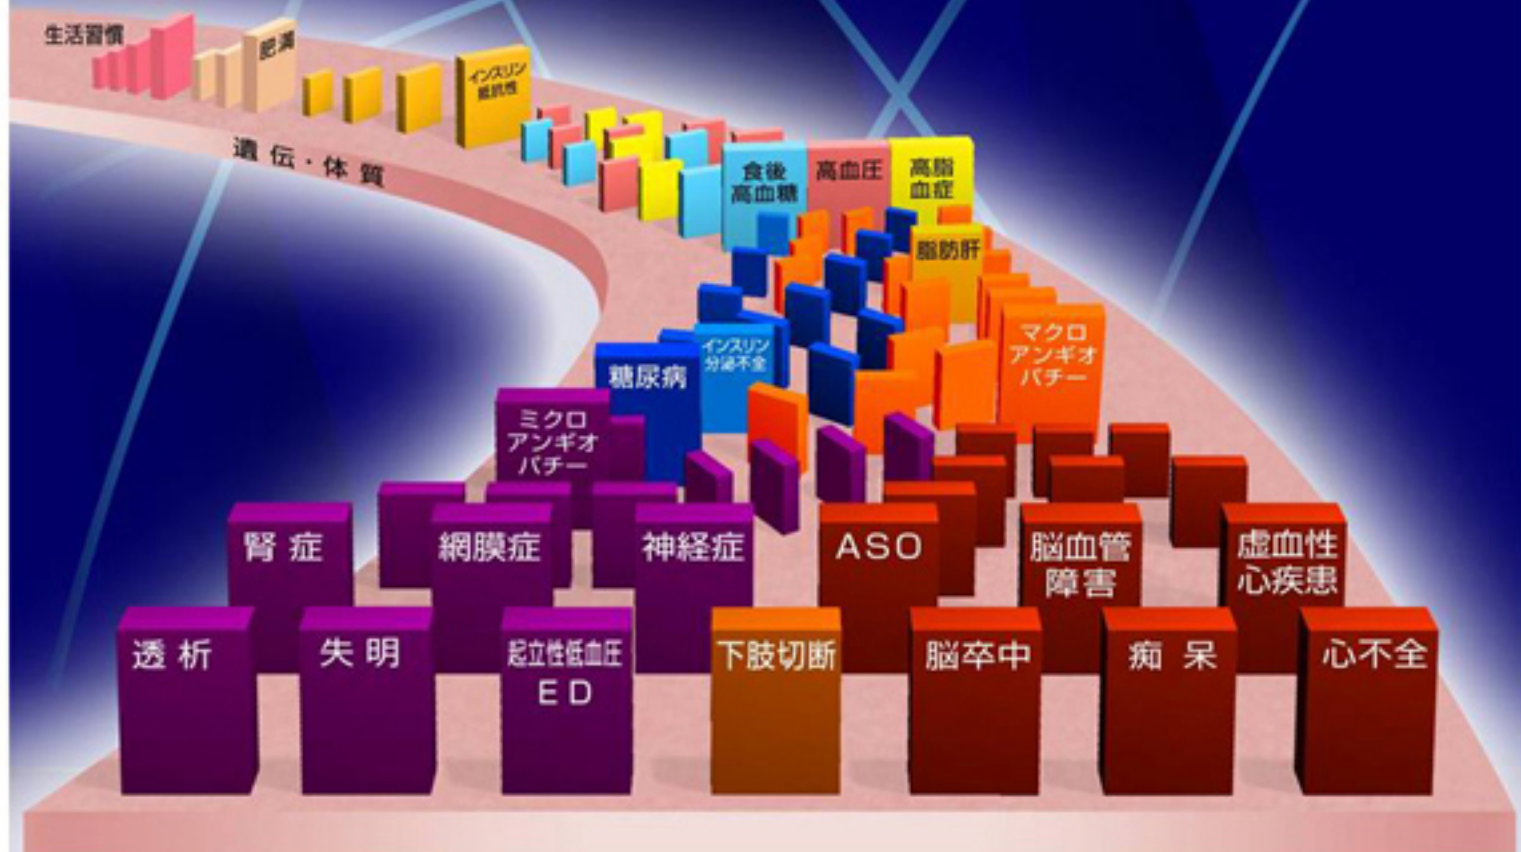 生活習慣
肥満
インスリン
抵抗性
遺伝・体質
食後
高血糖
高血圧
高脂
血症
脂肪肝
マクロ
アンギオ
パチー
インスリン
分泌不全
糖尿病
ミクロ
アンギオ
パチー
腎症
網膜症
神経症
ASO
脳血管
障害
虚血性
心疾患
透析
失明
起立性低血圧
ED
下肢切断
脳卒中
痴呆
心不全